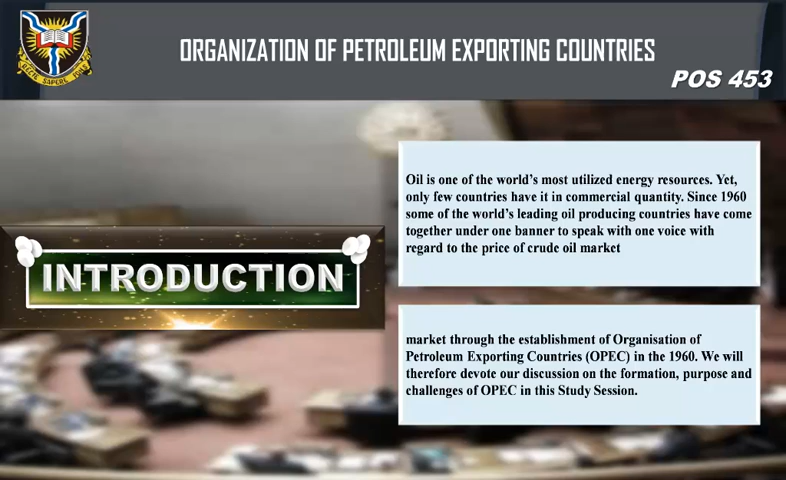 ORGANIZATION OF PETROLEUM EXPORTING COUNTRIES
POS 453
RECTE SAPERE FONS
INTRODUCTION
Oil is one of the world's most utilized energy resources. Yet,
only few countries have it in commercial quantity. Since 1960
some of the world's leading oil producing countries have come
together under one banner to speak with one voice with
regard to the price of crude oil market
market through the establishment of Organisation of
Petroleum Exporting Countries (OPEC) in the 1960. We will
therefore devote our discussion on the formation, purpose and
challenges of OPEC in this Study Session.